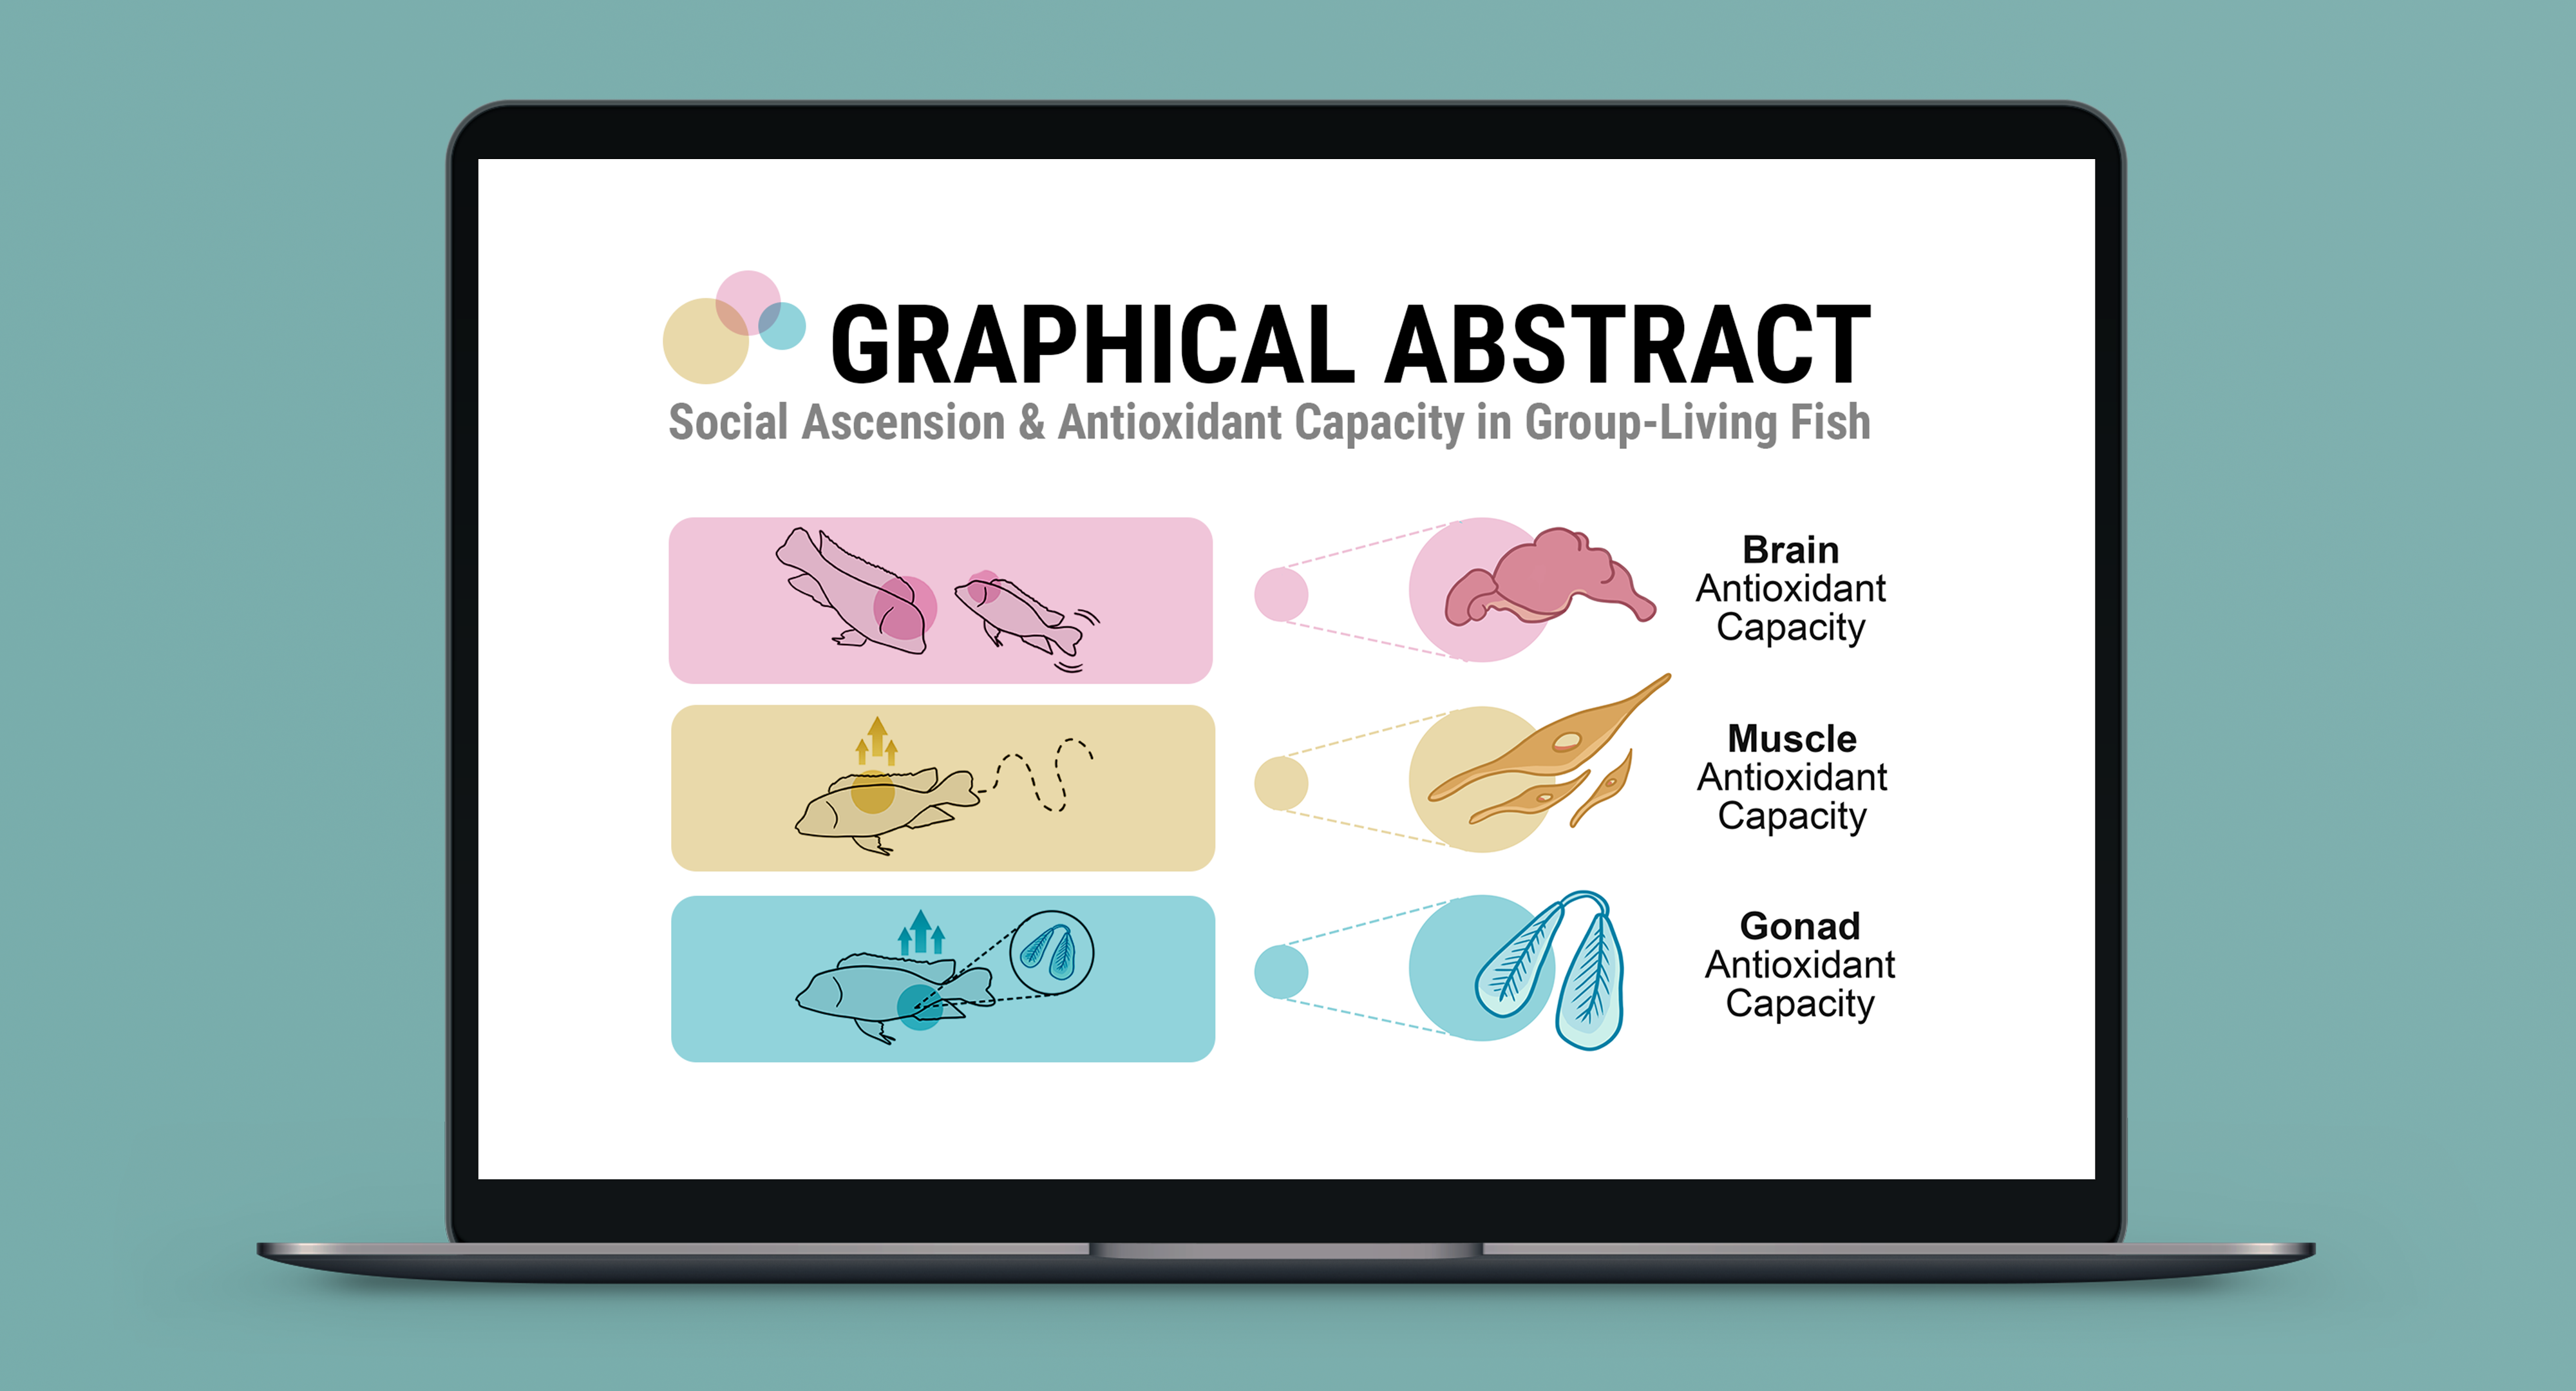 GRAPHICAL ABSTRACT
Social Ascension & Antioxidant Capacity in Group-Living Fish
Brain
Antioxidant
Capacity
Muscle
Antioxidant
Capacity
Gonad
Antioxidant
Capacity